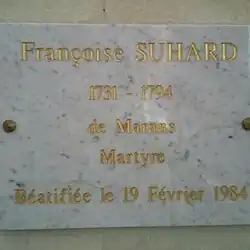 Françoise SUHARD
1731 - 1794
de Marans
Martyre
Béatifiée le 19 Février 1984